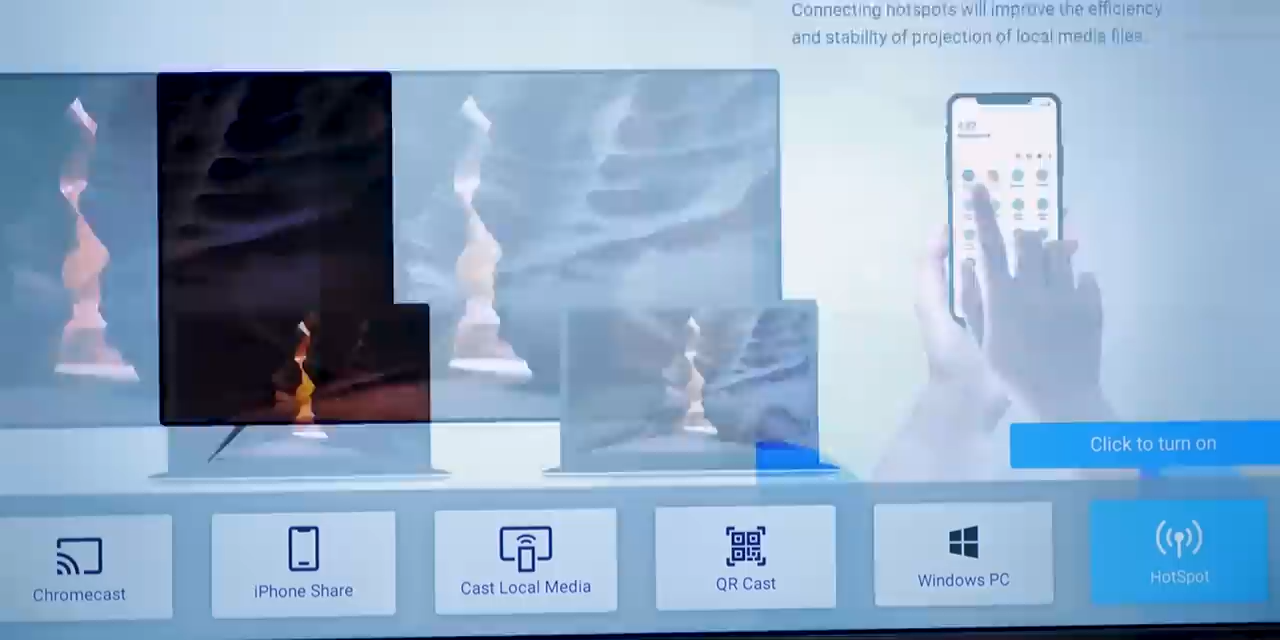 Connecting hotspots will improve the efficiency
and stability of projection of local media files.
Click to turn on
Chromecast
iPhone Share
Cast Local Media
QR Cast
Windows PC
HotSpot